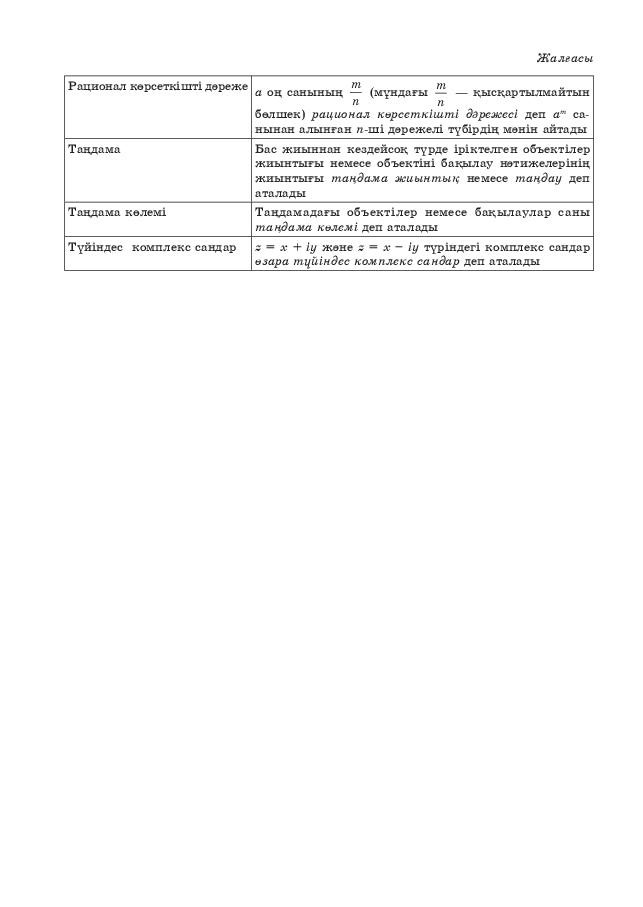 Жалғасы
Рационал көрсеткішті дәреже
a оң санының m/n (мұндағы m/n — қысқартылмайтын
бөлшек) рационал көрсеткішті дәрежесі деп aᵐ са-
нынан алынған n-ші дәрежелі түбірдің мәнін айтады
Таңдама
Бас жиыннан кездейсоқ түрде іріктелген объектілер
жиынтығы немесе объектіні бақылау нәтижелерінің
жиынтығы таңдама жиынтық немесе таңдау деп
аталады
Таңдама көлемі
Таңдамадағы объектілер немесе бақылаулар саны
таңдама көлемі деп аталады
Түйіндес комплекс сандар
z = x + iy және z = x − iy түріндегі комплекс сандар
өзара түйіндес комплекс сандар деп аталады